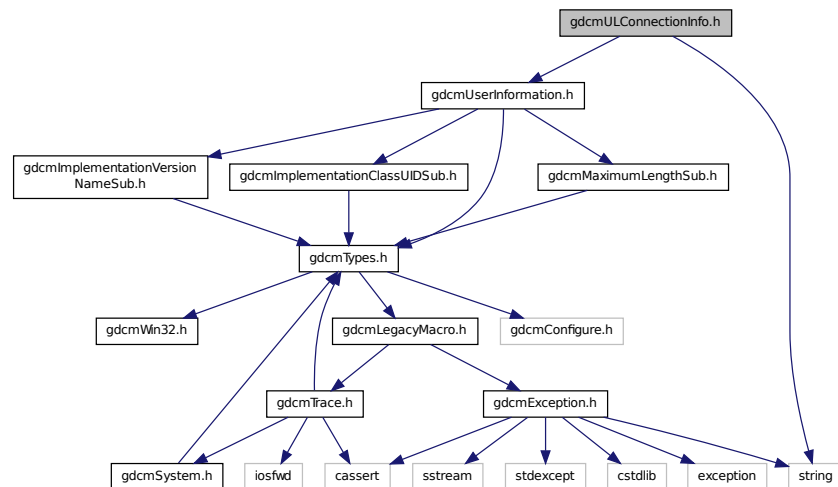 gdcmULConnectionInfo.h
gdcmUserInformation.h
gdcmImplementationVersion
NameSub.h
gdcmImplementationClassUIDSub.h
gdcmMaximumLengthSub.h
gdcmTypes.h
gdcmWin32.h
gdcmLegacyMacro.h
gdcmConfigure.h
gdcmTrace.h
gdcmException.h
gdcmSystem.h
iosfwd
cassert
sstream
stdexcept
cstdlib
exception
string